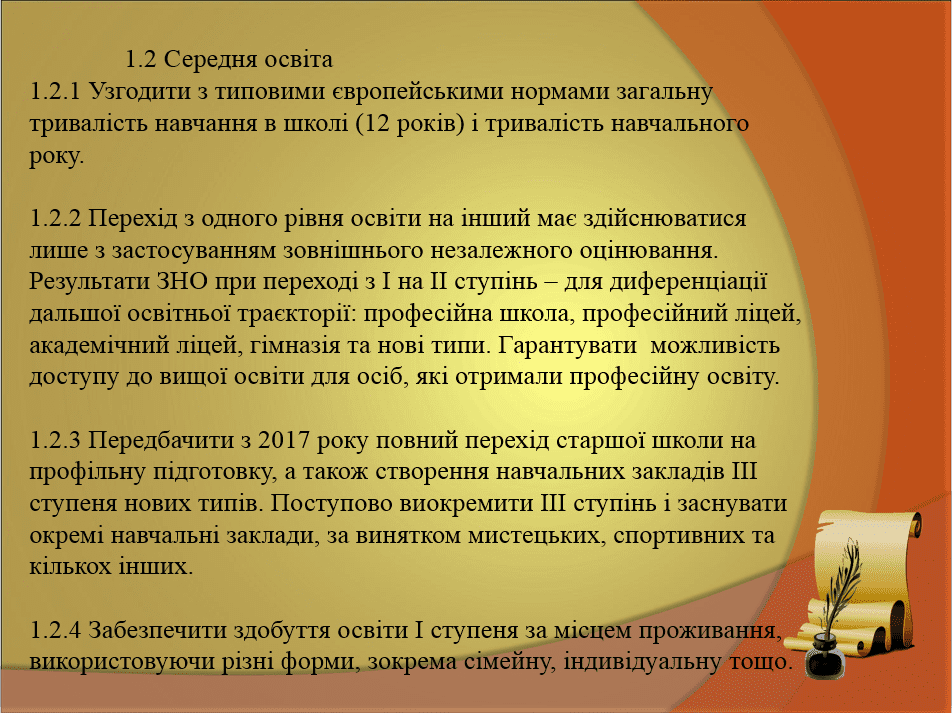 1.2 Середня освіта
1.2.1 Узгодити з типовими європейськими нормами загальну
тривалість навчання в школі (12 років) і тривалість навчального
року.
1.2.2 Перехід з одного рівня освіти на інший має здійснюватися
лише з застосуванням зовнішнього незалежного оцінювання.
Результати ЗНО при переході з І на ІІ ступінь – для диференціації
дальшої освітньої траєкторії: професійна школа, професійний ліцей,
академічний ліцей, гімназія та нові типи. Гарантувати  можливість
доступу до вищої освіти для осіб, які отримали професійну освіту.
1.2.3 Передбачити з 2017 року повний перехід старшої школи на
профільну підготовку, а також створення навчальних закладів ІІІ
ступеня нових типів. Поступово виокремити ІІІ ступінь і заснувати
окремі навчальні заклади, за винятком мистецьких, спортивних та
кількох інших.
1.2.4 Забезпечити здобуття освіти І ступеня за місцем проживання,
використовуючи різні форми, зокрема сімейну, індивідуальну тощо.